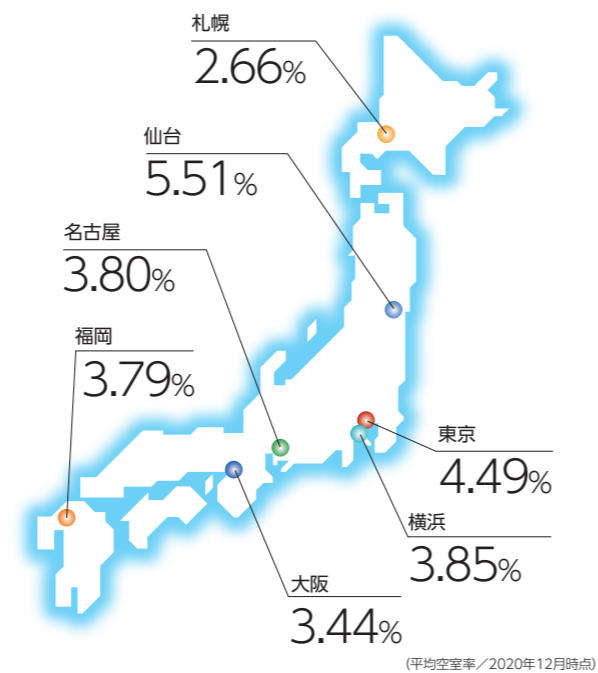 札幌
2.66%
仙台
5.51%
名古屋
3.80%
福岡
3.79%
東京
4.49%
横浜
3.85%
大阪
3.44%
(平均空室率／2020年12月時点)